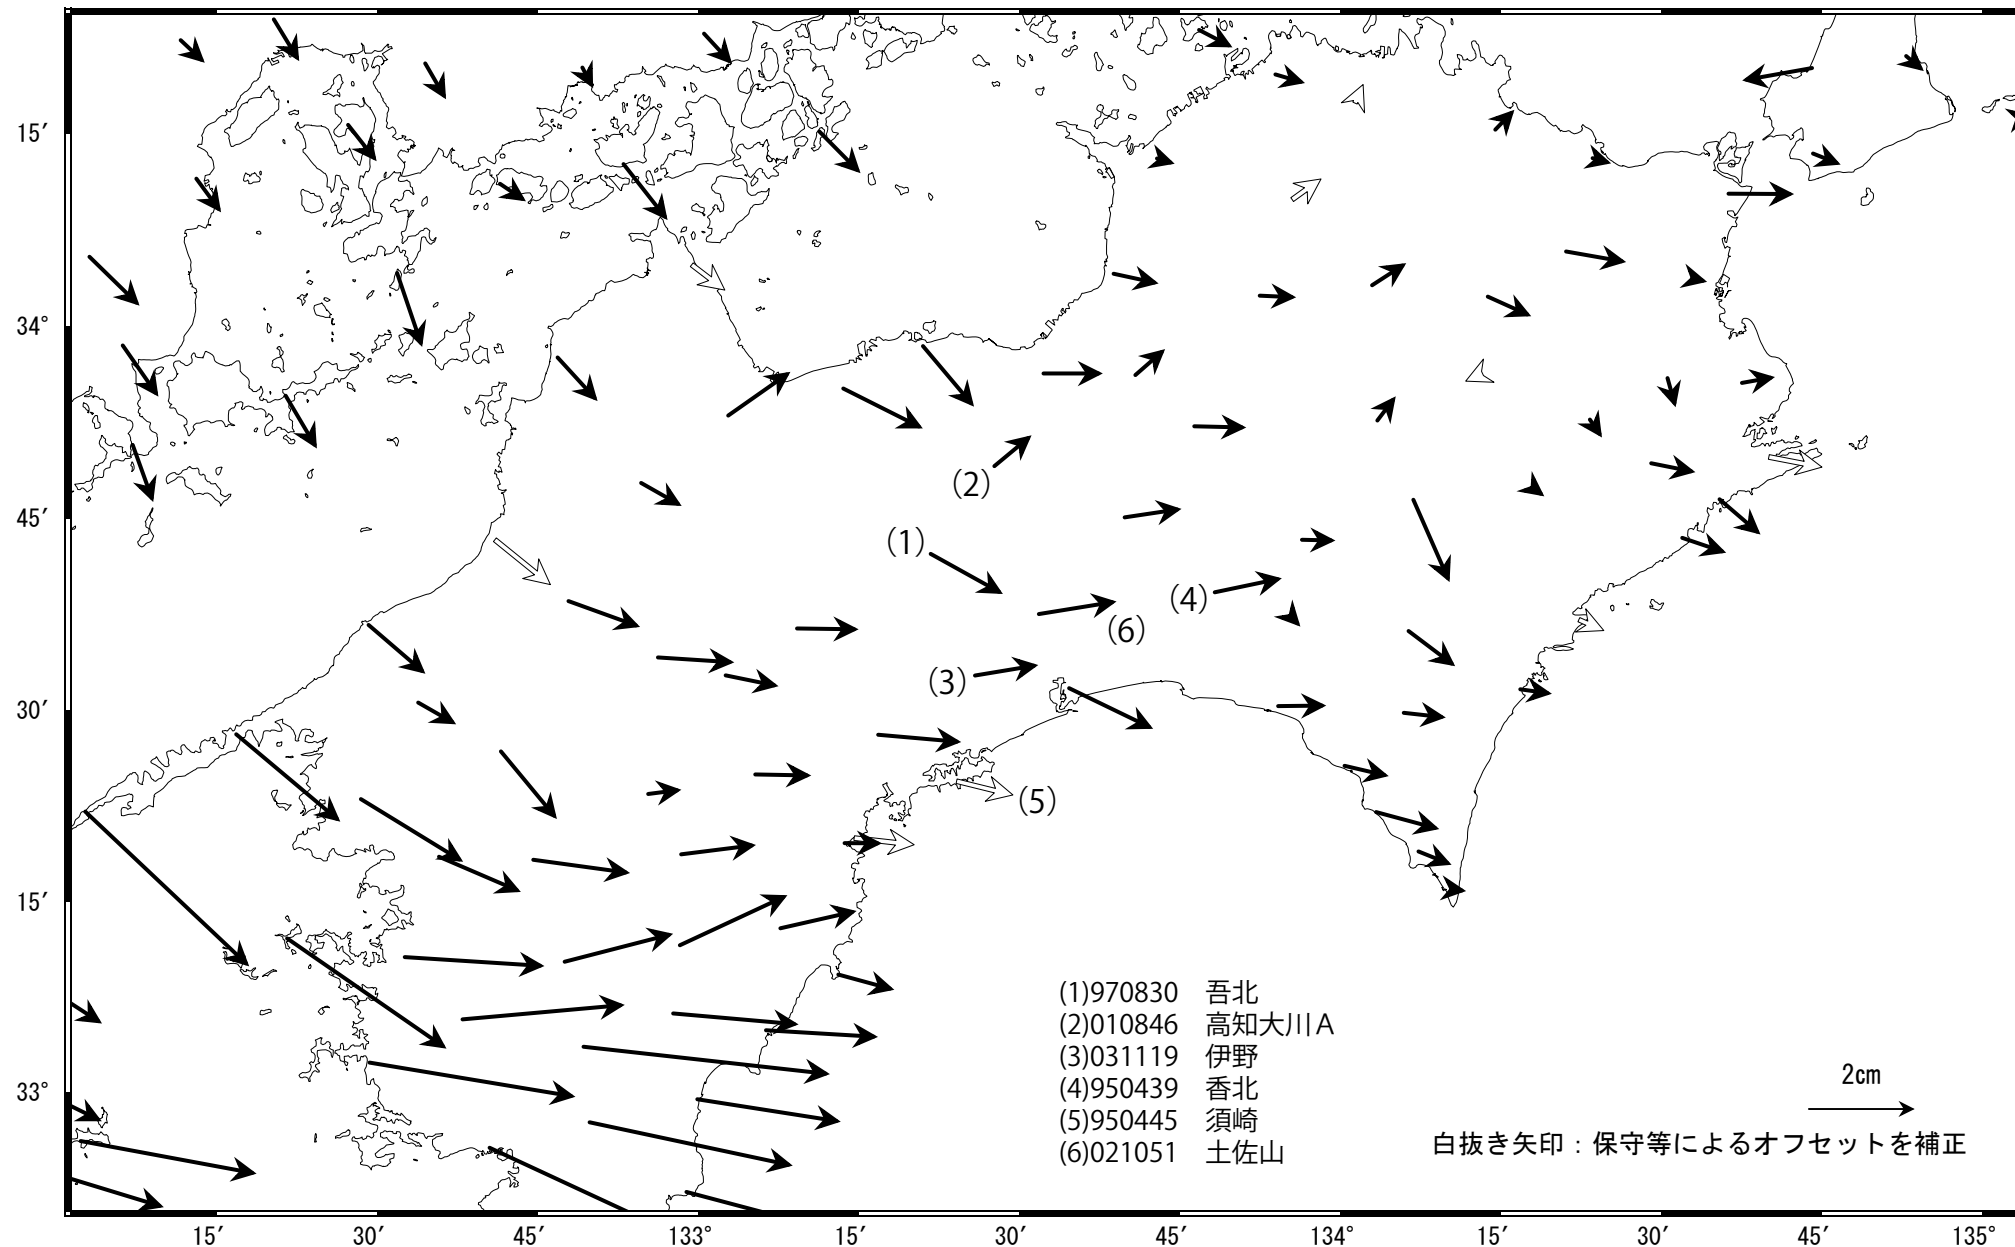 15′
34°
(2)
45′
(1)
(4)
(6)
(3)
30′
(5)
15′
(1)970830 吾北
(2)010846 高知大川A
(3)031119 伊野
(4)950439 香北
(5)950445 須崎
(6)021051 土佐山
33°
2cm
白抜き矢印：保守等によるオフセットを補正
15′ 30′ 45′ 133° 15′ 30′ 45′ 134° 15′ 30′ 45′ 135°